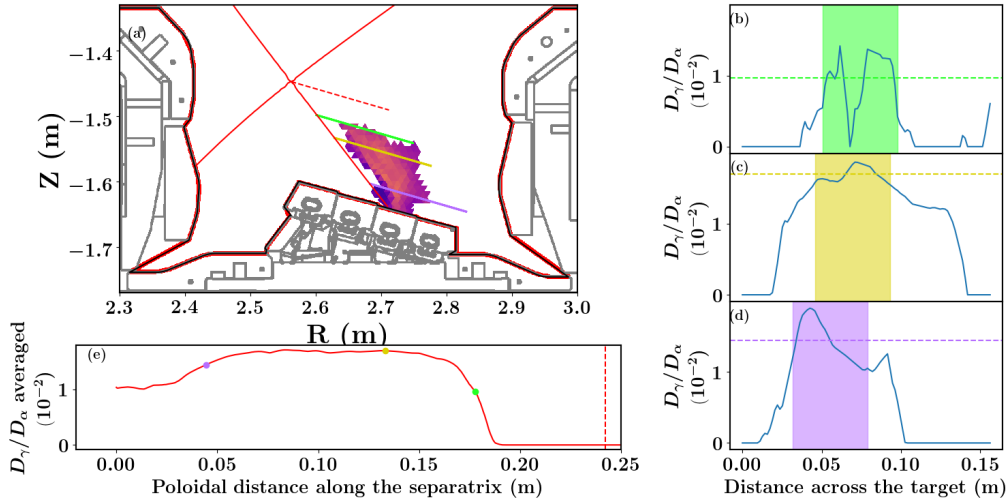 (a)
−1.4
−1.5
−1.6
−1.7
Z (m)
2.3 2.4 2.5 2.6 2.7 2.8 2.9 3.0
R (m)
(b)
1
0
Dγ/Dα
(10⁻²)
(c)
1
0
Dγ/Dα
(10⁻²)
(d)
1
0
Dγ/Dα
(10⁻²)
0.00 0.05 0.10 0.15
Distance across the target (m)
(e)
1
0
Dγ/Dα averaged
(10⁻²)
0.00 0.05 0.10 0.15 0.20 0.25
Poloidal distance along the separatrix (m)